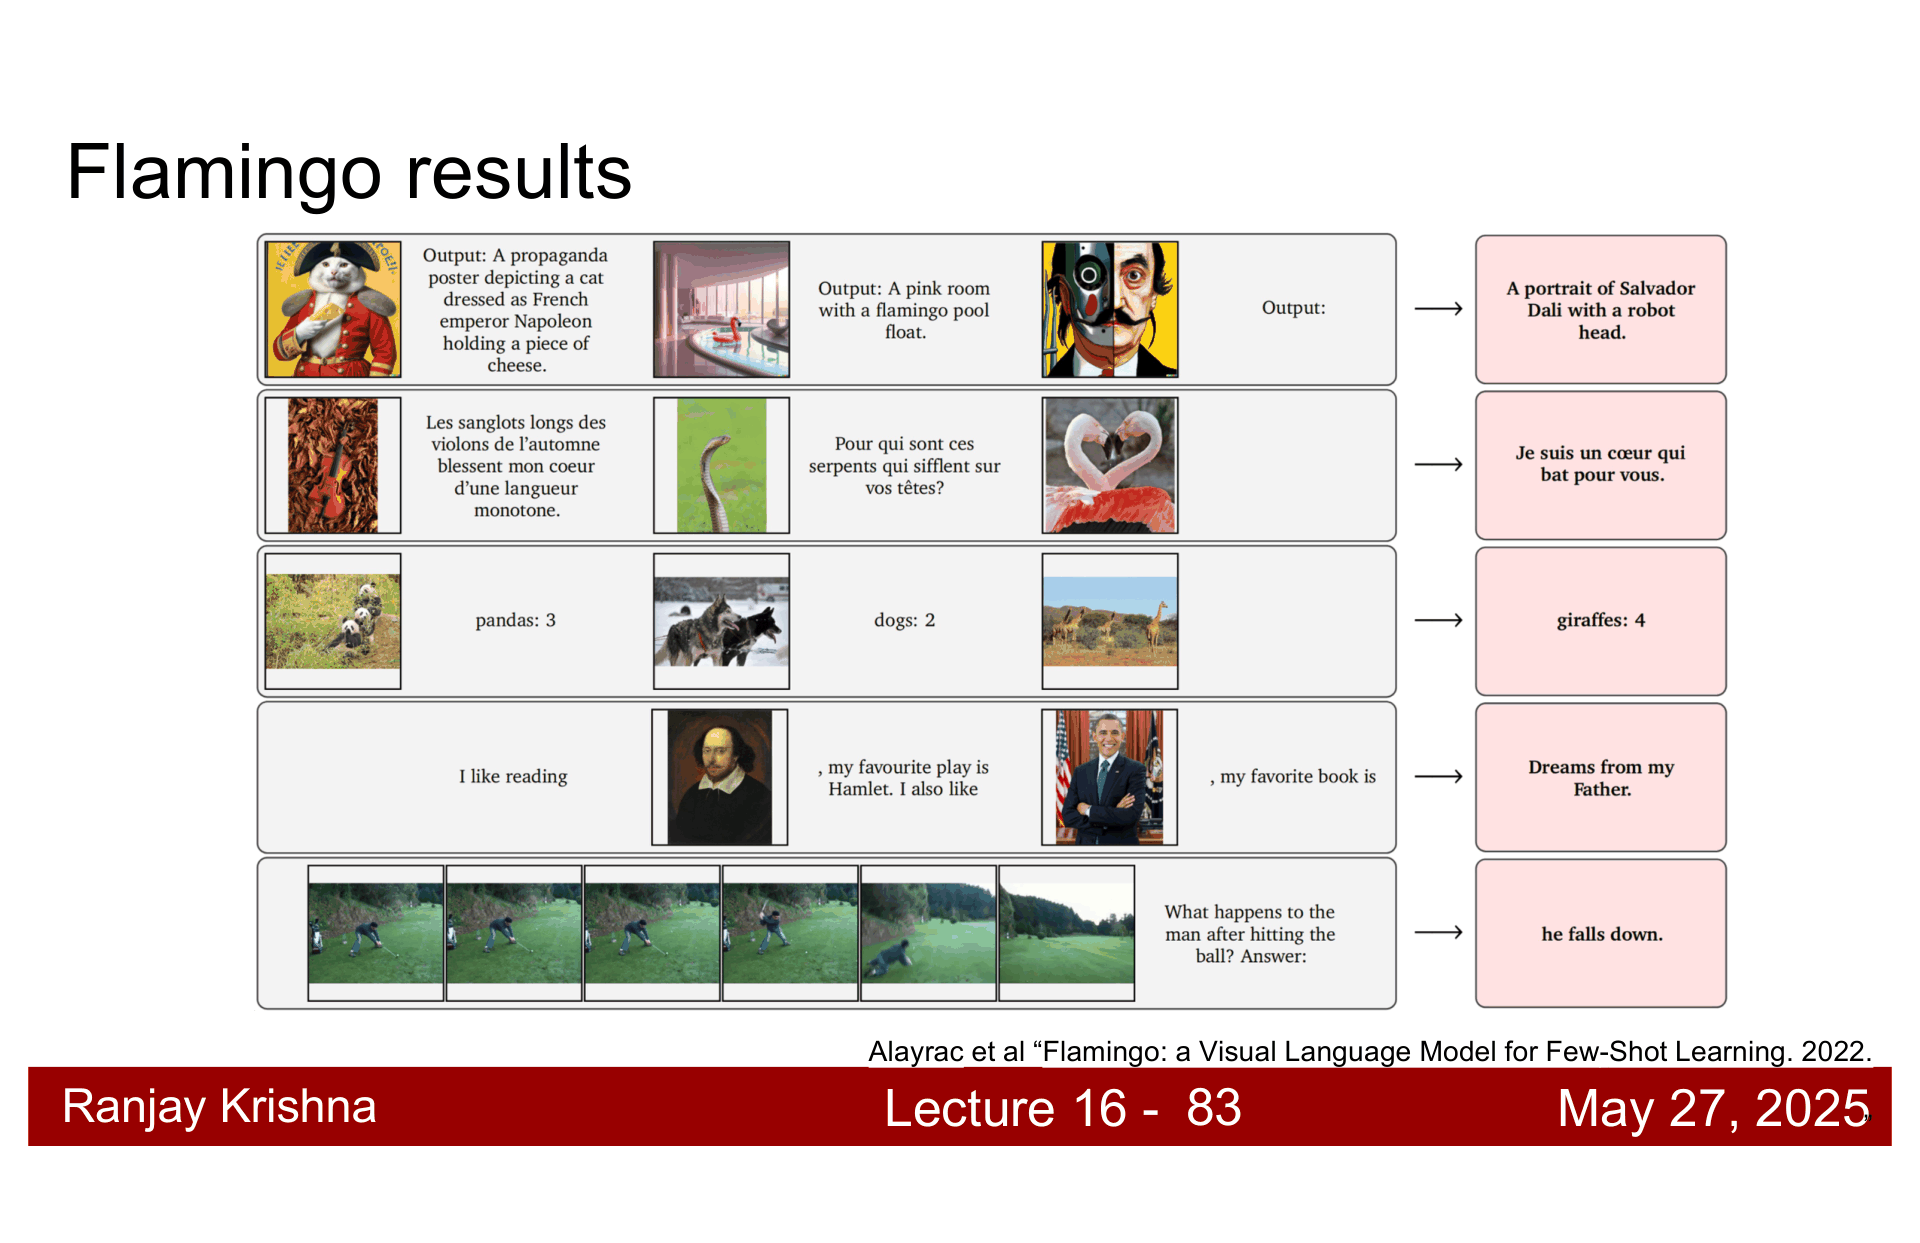 Flamingo results
Output: A propaganda
poster depicting a cat
dressed as French
emperor Napoleon
holding a piece of
cheese.
Output: A pink room
with a flamingo pool
float.
Output:
A portrait of Salvador
Dali with a robot
head.
Les sanglots longs des
violons de l'automne
blessent mon coeur
d'une langueur
monotone.
Pour qui sont ces
serpents qui sifflent sur
vos têtes?
Je suis un cœur qui
bat pour vous.
pandas: 3
dogs: 2
giraffes: 4
I like reading
, my favourite play is
Hamlet. I also like
, my favorite book is
Dreams from my
Father.
What happens to the
man after hitting the
ball? Answer:
he falls down.
Alayrac et al “Flamingo: a Visual Language Model for Few-Shot Learning. 2022.
”
Ranjay Krishna
Lecture 16 - 83
May 27, 2025